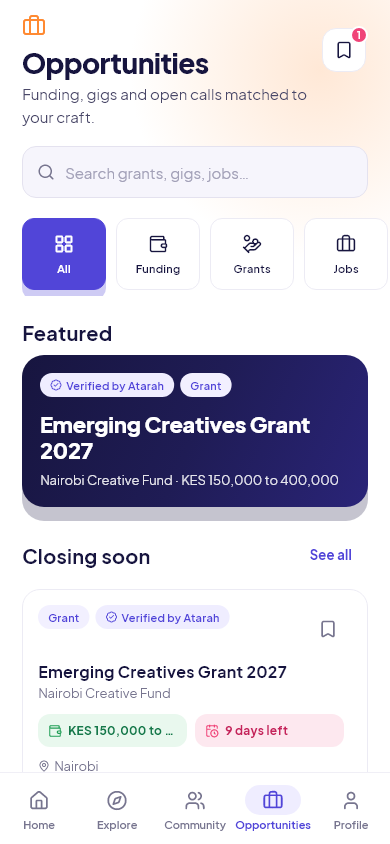 1
Opportunities
Funding, gigs and open calls matched to
your craft.
Search grants, gigs, jobs…
All
Funding
Grants
Jobs
Featured
Verified by Atarah
Grant
Emerging Creatives Grant
2027
Nairobi Creative Fund · KES 150,000 to 400,000
Closing soon
See all
Grant
Verified by Atarah
Emerging Creatives Grant 2027
Nairobi Creative Fund
KES 150,000 to …
9 days left
Nairobi
Home
Explore
Community
Opportunities
Profile